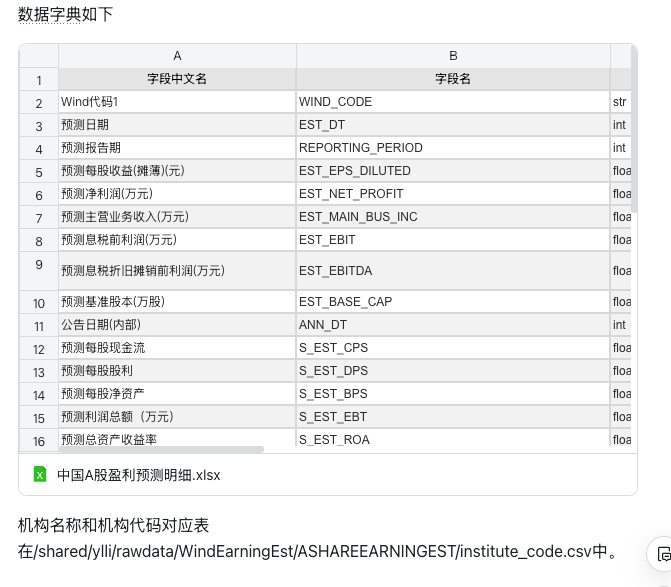 数据字典如下
A B
1 字段中文名 字段名
2 Wind代码1 WIND_CODE str
3 预测日期 EST_DT int
4 预测报告期 REPORTING_PERIOD int
5 预测每股收益(摊薄)(元) EST_EPS_DILUTED floa
6 预测净利润(万元) EST_NET_PROFIT floa
7 预测主营业务收入(万元) EST_MAIN_BUS_INC floa
8 预测息税前利润(万元) EST_EBIT floa
9 预测息税折旧摊销前利润(万元) EST_EBITDA floa
10 预测基准股本(万股) EST_BASE_CAP floa
11 公告日期(内部) ANN_DT int
12 预测每股现金流 S_EST_CPS floa
13 预测每股股利 S_EST_DPS floa
14 预测每股净资产 S_EST_BPS floa
15 预测利润总额（万元） S_EST_EBT floa
16 预测总资产收益率 S_EST_ROA floa
X 中国A股盈利预测明细.xlsx
机构名称和机构代码对应表
在/shared/ylli/rawdata/WindEarningEst/ASHAREEARNINGEST/institute_code.csv中。